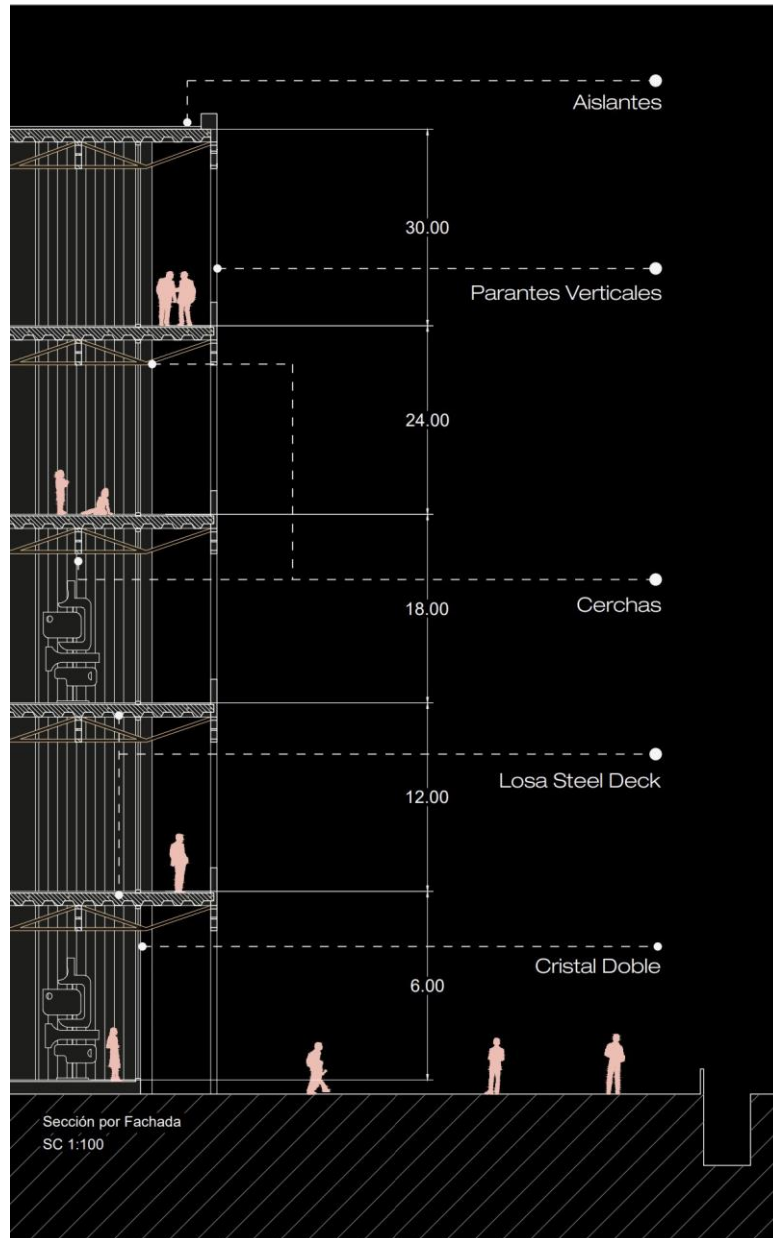 Aislantes
30.00
Parantes Verticales
24.00
Cerchas
18.00
Losa Steel Deck
12.00
Cristal Doble
6.00
Sección por Fachada
SC 1:100